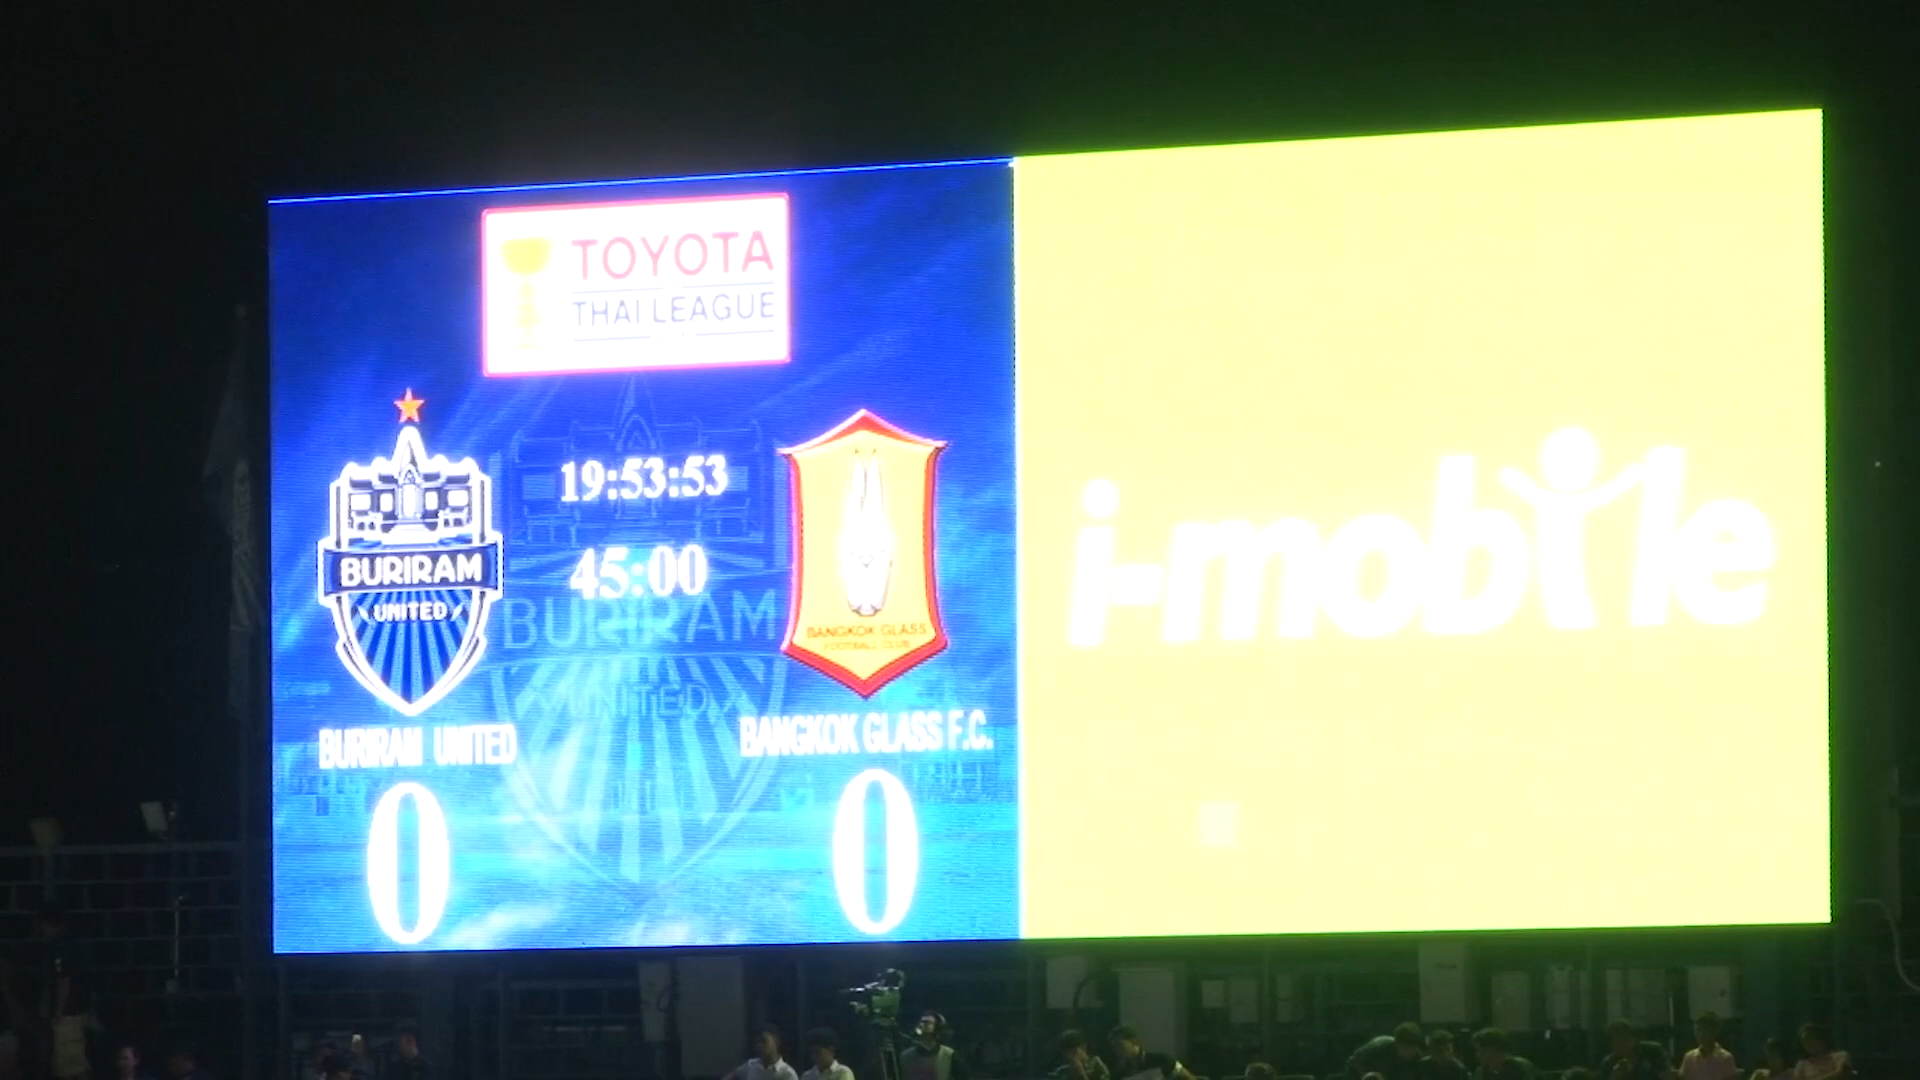 TOYOTA
THAI LEAGUE
19:53:53
45:00
BURIRAM
UNITED
BURIRAM
UNITED
BANGKOK GLASS
FOOTBALL CLUB
BURIRAM UNITED
BANGKOK GLASS F.C.
0
0
i-mobile